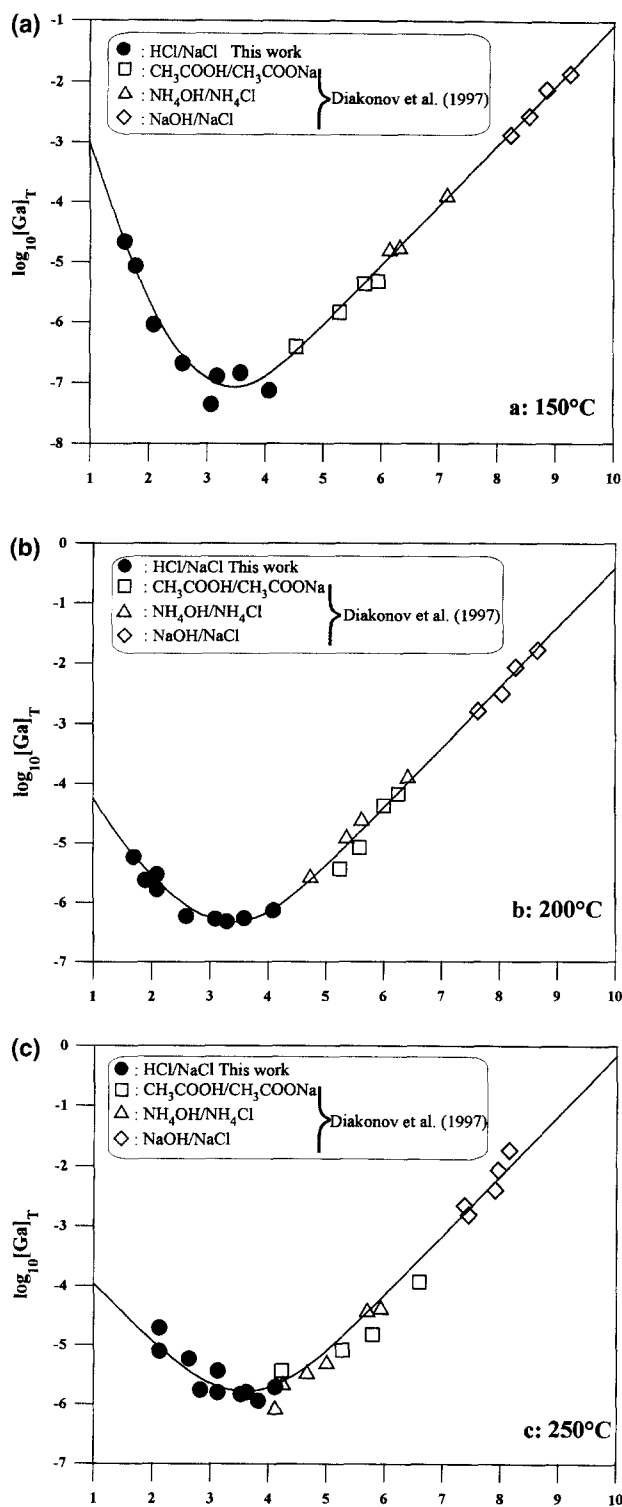 (a)
-1
-2
-3
-4
-5
-6
-7
-8
log₁₀[Ga]T
● : HCl/NaCl This work
□ : CH₃COOH/CH₃COONa
△ : NH₄OH/NH₄Cl
◇ : NaOH/NaCl
Diakonov et al. (1997)
a: 150°C
1 2 3 4 5 6 7 8 9 10
(b)
0
-1
-2
-3
-4
-5
-6
-7
log₁₀[Ga]T
● : HCl/NaCl This work
□ : CH₃COOH/CH₃COONa
△ : NH₄OH/NH₄Cl
◇ : NaOH/NaCl
Diakonov et al. (1997)
b: 200°C
1 2 3 4 5 6 7 8 9 10
(c)
0
-1
-2
-3
-4
-5
-6
-7
log₁₀[Ga]T
● : HCl/NaCl This work
□ : CH₃COOH/CH₃COONa
△ : NH₄OH/NH₄Cl
◇ : NaOH/NaCl
Diakonov et al. (1997)
c: 250°C
1 2 3 4 5 6 7 8 9 10